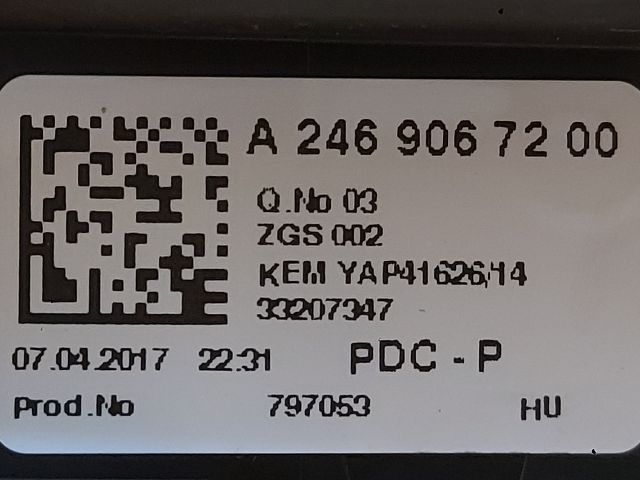 A 246 906 72 00
Q.No 03
ZGS 002
KEM YAP41626/14
33207347
07.04.2017 22:31 PDC - P
Prod.No 797053 HU